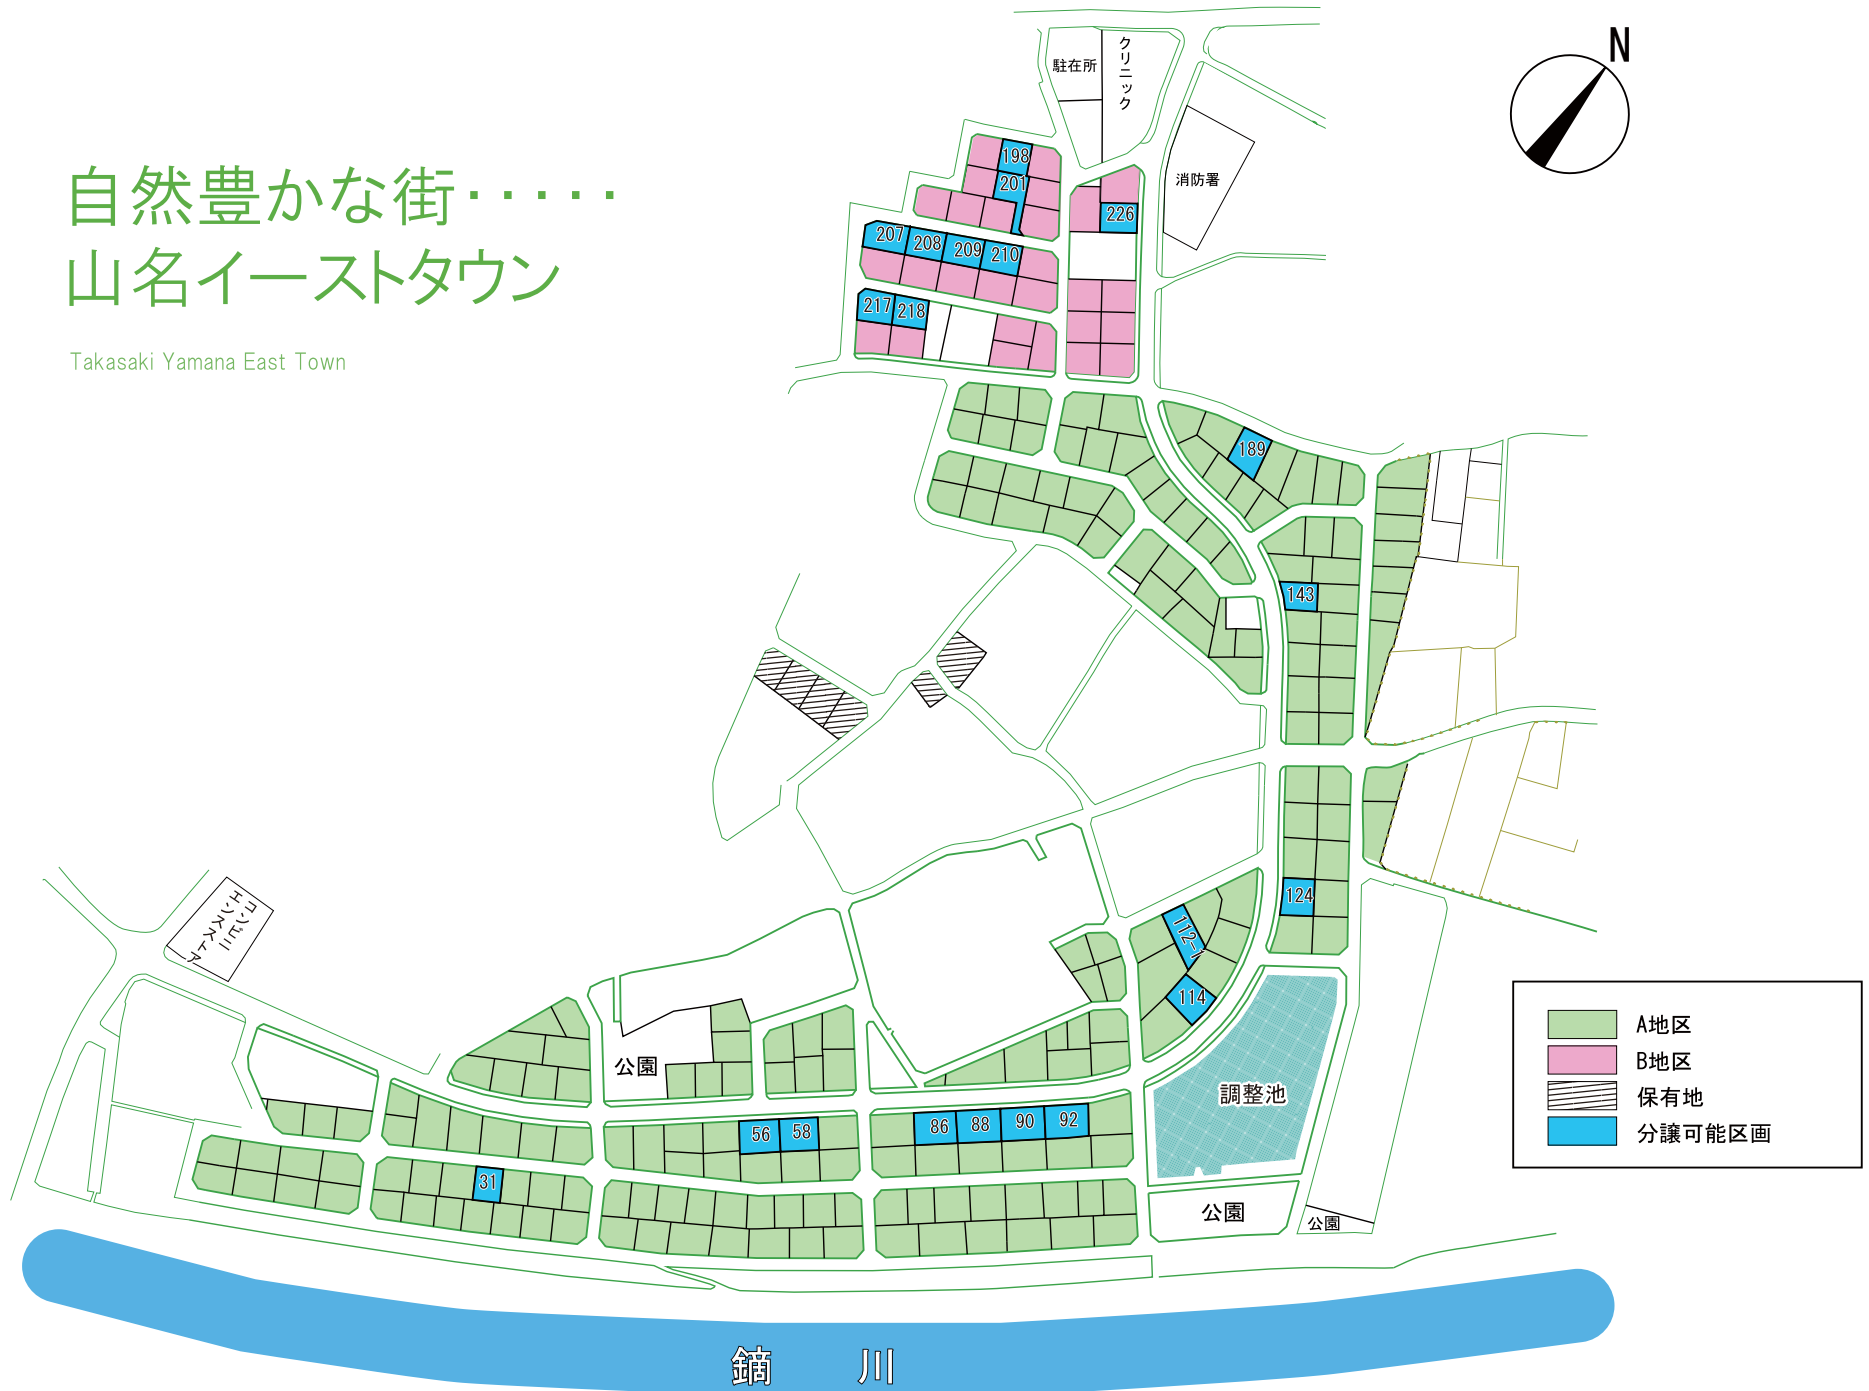 自然豊かな街・・・・・
山名イーストタウン
Takasaki Yamana East Town
N
駐在所
クリニック
消防署
198
201
226
207
208
209
210
217
218
189
143
124
112-1
114
コンビニ
エンスストア
公園
56
58
86
88
90
92
31
調整池
公園
公園
A地区
B地区
保有地
分譲可能区画
鏑川